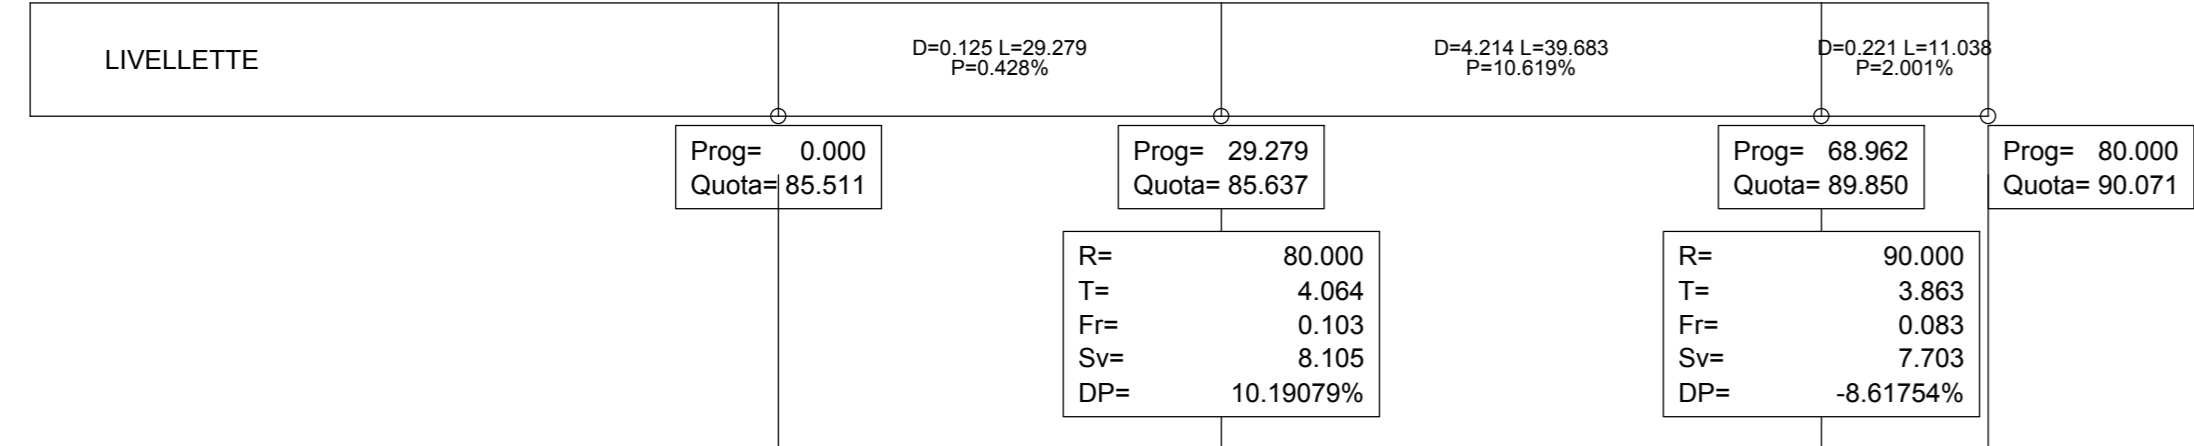 LIVELLETTE
D=0.125 L=29.279
P=0.428%
D=4.214 L=39.683
P=10.619%
D=0.221 L=11.038
P=2.001%
Prog= 0.000
Quota= 85.511
Prog= 29.279
Quota= 85.637
Prog= 68.962
Quota= 89.850
Prog= 80.000
Quota= 90.071
R= 80.000
T= 4.064
Fr= 0.103
Sv= 8.105
DP= 10.19079%
R= 90.000
T= 3.863
Fr= 0.083
Sv= 7.703
DP= -8.61754%